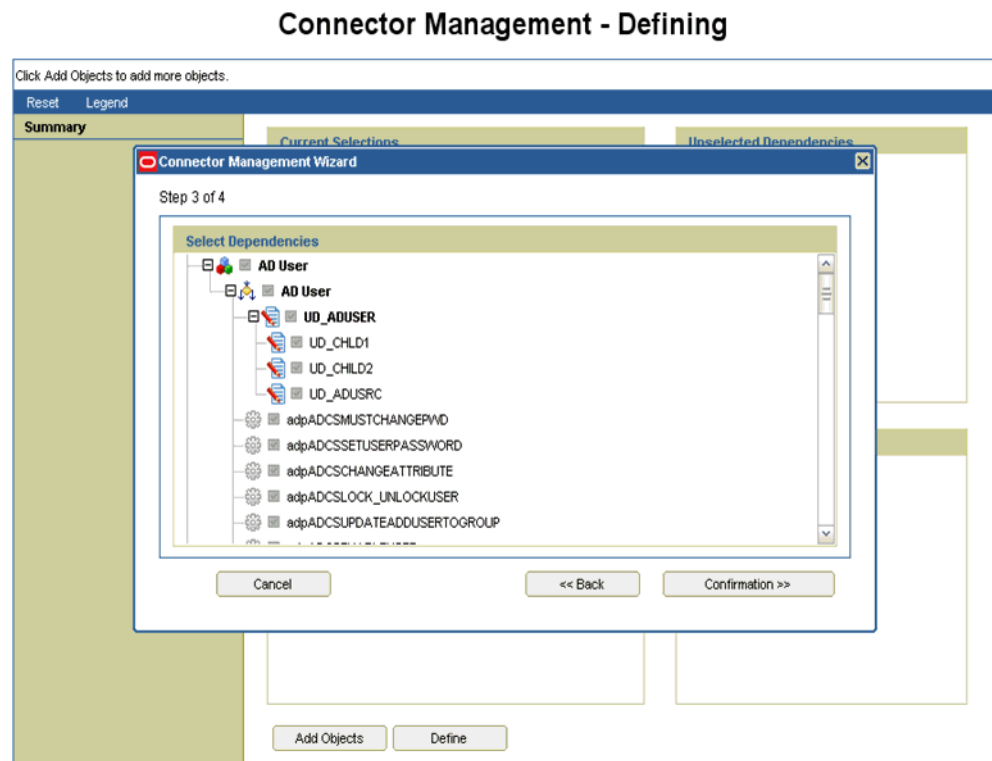 Connector Management - Defining
Click Add Objects to add more objects.
Reset Legend
Summary
Current Selections
Unselected Dependencies
Connector Management Wizard
Step 3 of 4
Select Dependencies
AD User
AD User
UD_ADUSER
UD_CHLD1
UD_CHILD2
UD_ADUSRC
adpADCSMUSTCHANGEPWD
adpADCSSETUSERPASSWORD
adpADCSCHANGEATTRIBUTE
adpADCSLOCK_UNLOCKUSER
adpADCSUPDATEADDUSERTOGROUP
Cancel << Back Confirmation >>
Add Objects Define